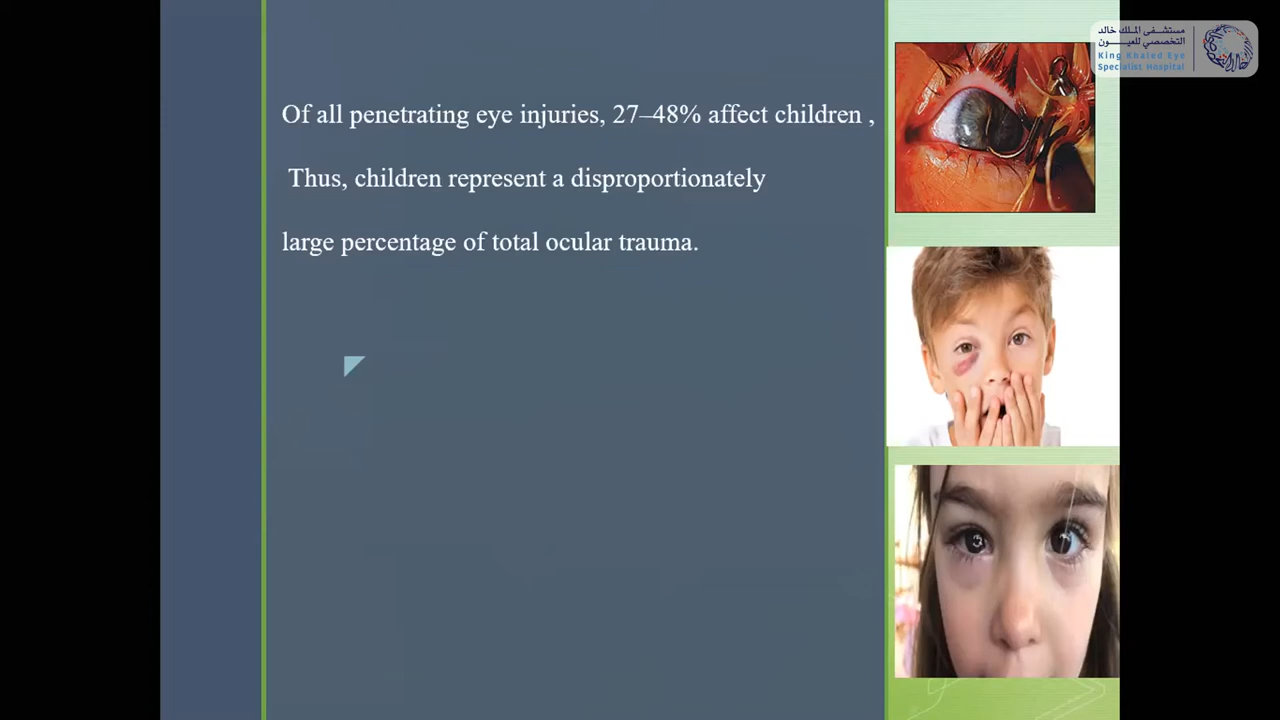 Of all penetrating eye injuries, 27–48% affect children ,
Thus, children represent a disproportionately
large percentage of total ocular trauma.
مستشفى الملك خالد
التخصصي للعيون
King Khaled Eye
Specialist Hospital